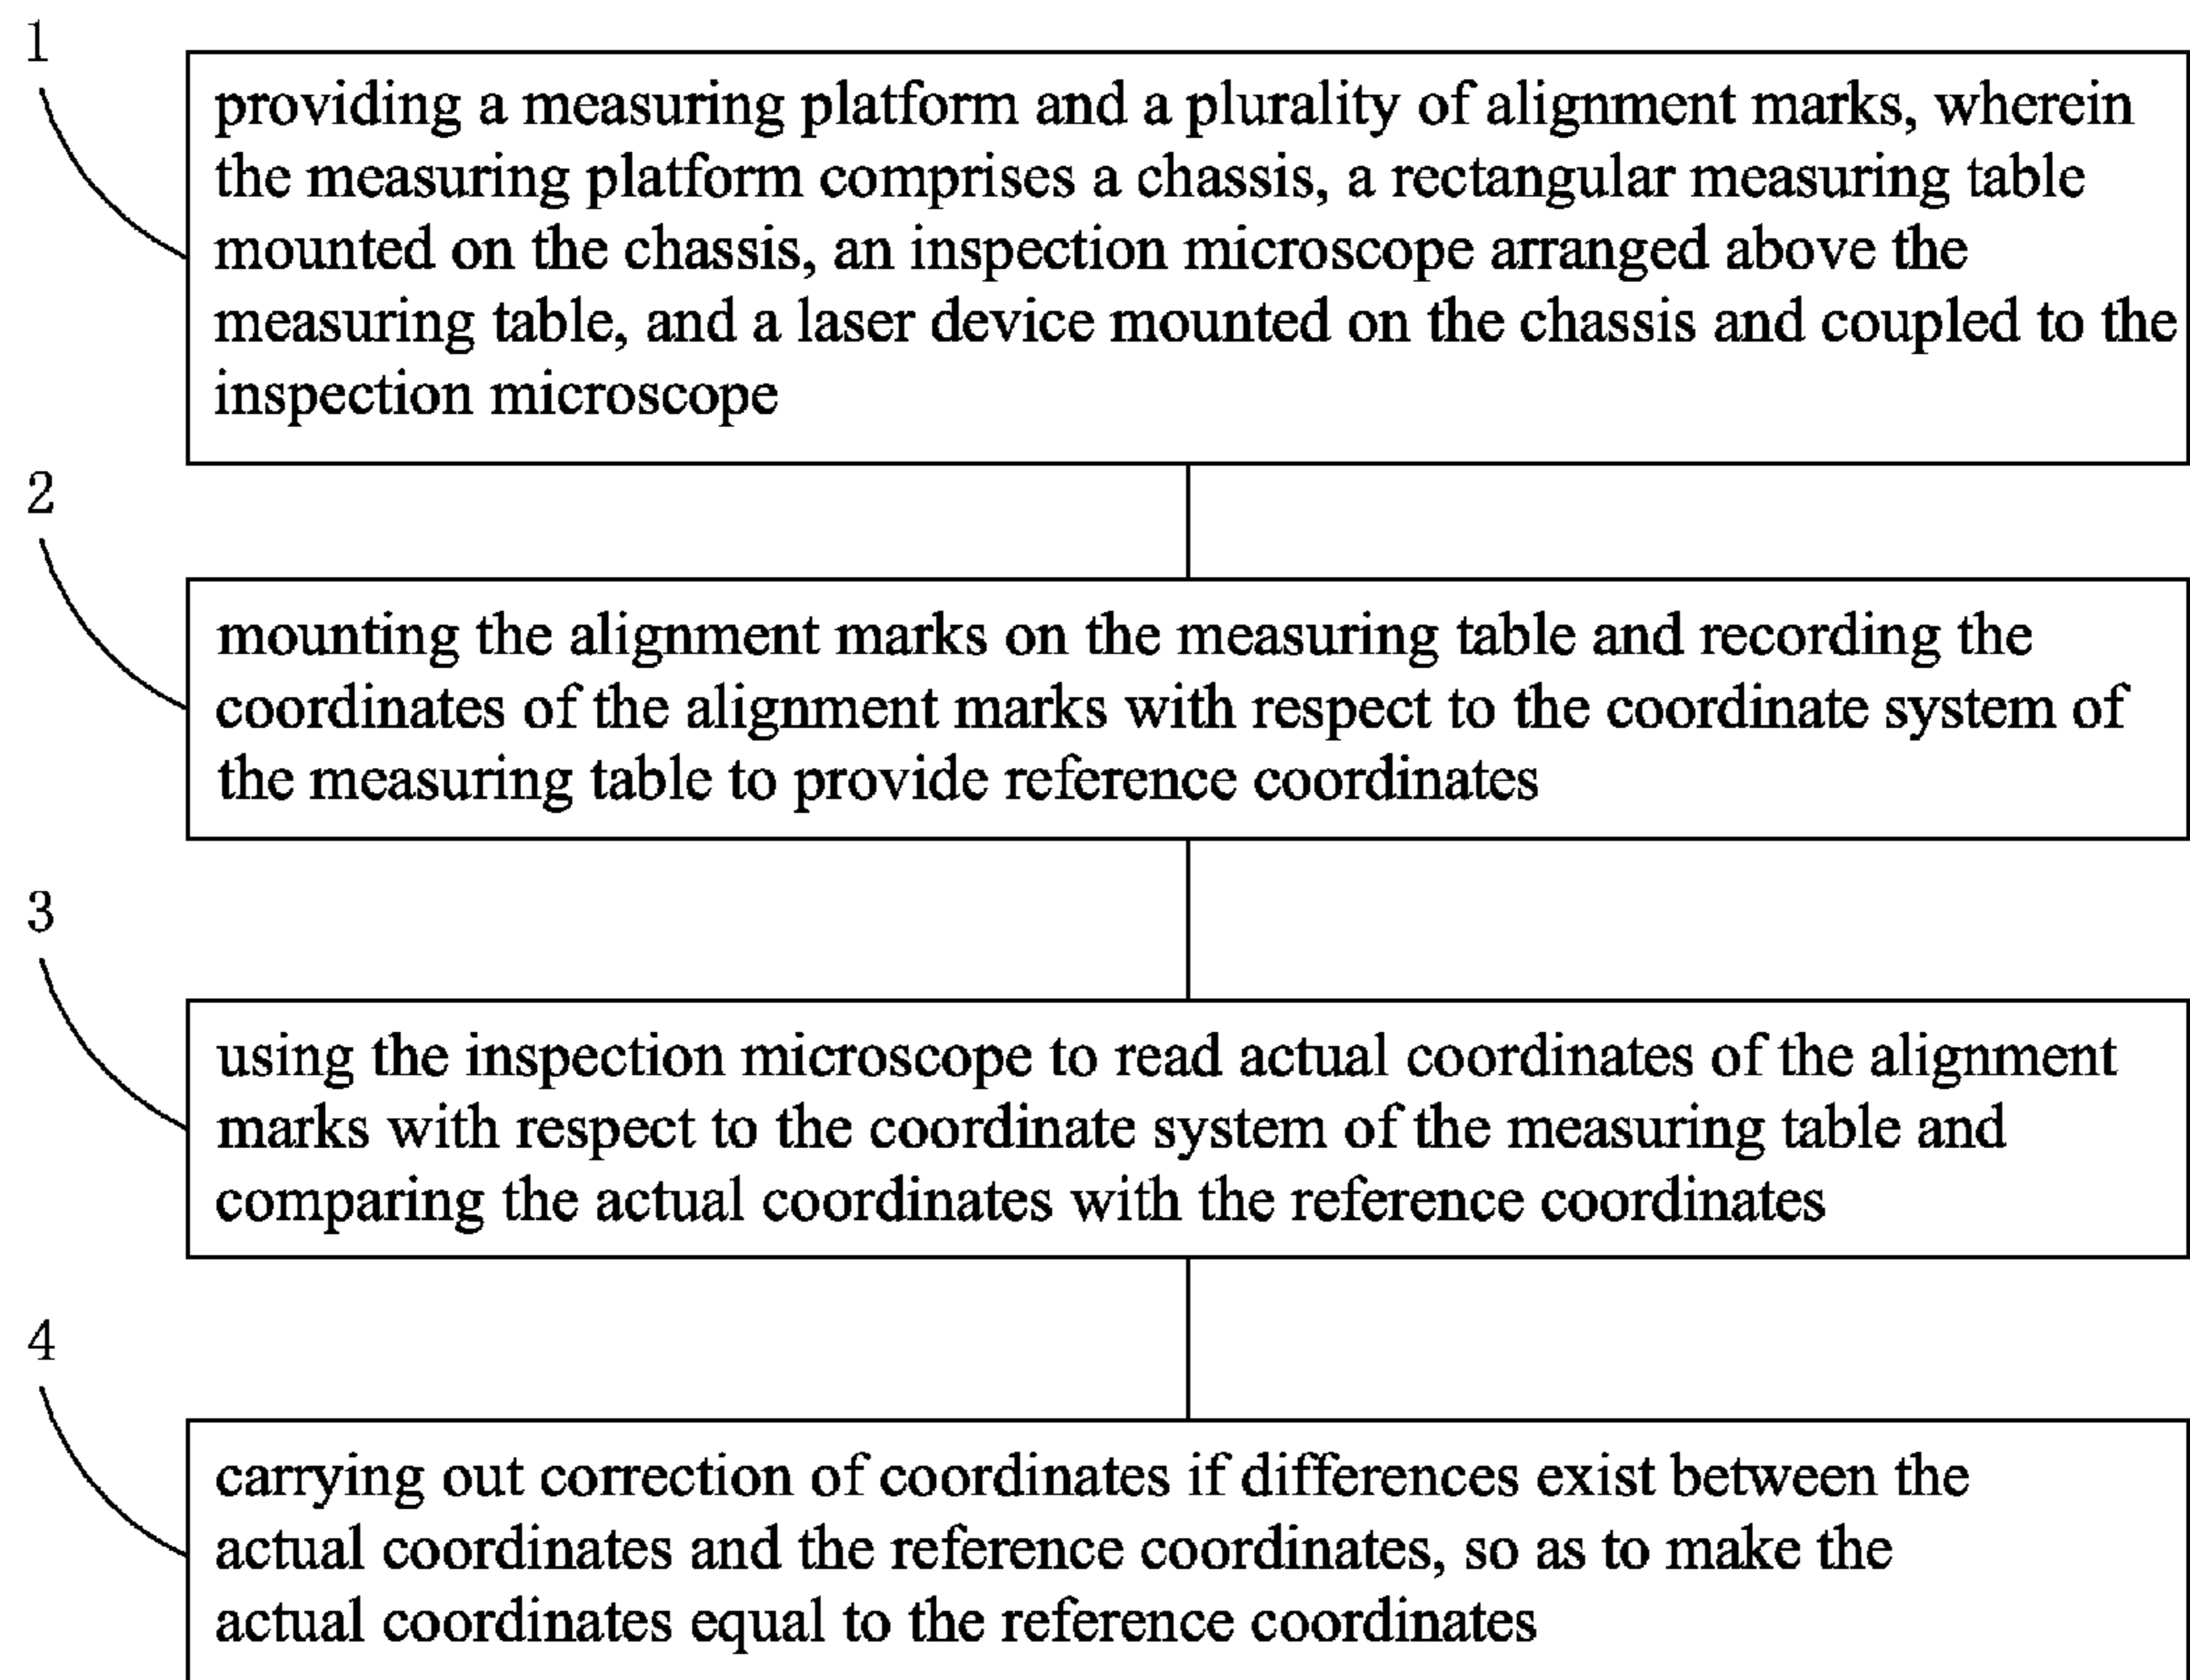 1
providing a measuring platform and a plurality of alignment marks, wherein
the measuring platform comprises a chassis, a rectangular measuring table
mounted on the chassis, an inspection microscope arranged above the
measuring table, and a laser device mounted on the chassis and coupled to the
inspection microscope
2
mounting the alignment marks on the measuring table and recording the
coordinates of the alignment marks with respect to the coordinate system of
the measuring table to provide reference coordinates
3
using the inspection microscope to read actual coordinates of the alignment
marks with respect to the coordinate system of the measuring table and
comparing the actual coordinates with the reference coordinates
4
carrying out correction of coordinates if differences exist between the
actual coordinates and the reference coordinates, so as to make the
actual coordinates equal to the reference coordinates